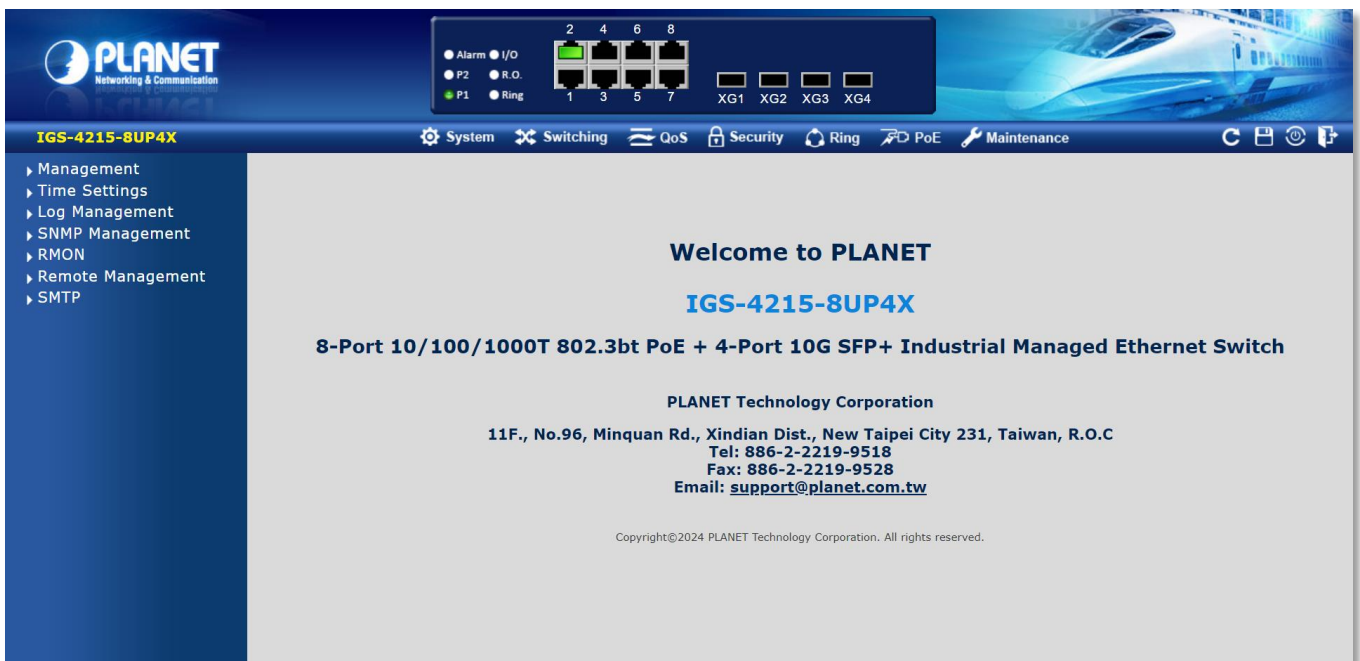 PLANET
Networking & Communication
2 4 6 8
Alarm I/O
P2 R.O.
P1 Ring
1 3 5 7
XG1 XG2 XG3 XG4
IGS-4215-8UP4X
System Switching QoS Security Ring PoE Maintenance
Management
Time Settings
Log Management
SNMP Management
RMON
Remote Management
SMTP
Welcome to PLANET
IGS-4215-8UP4X
8-Port 10/100/1000T 802.3bt PoE + 4-Port 10G SFP+ Industrial Managed Ethernet Switch
PLANET Technology Corporation
11F., No.96, Minquan Rd., Xindian Dist., New Taipei City 231, Taiwan, R.O.C
Tel: 886-2-2219-9518
Fax: 886-2-2219-9528
Email: support@planet.com.tw
Copyright©2024 PLANET Technology Corporation. All rights reserved.